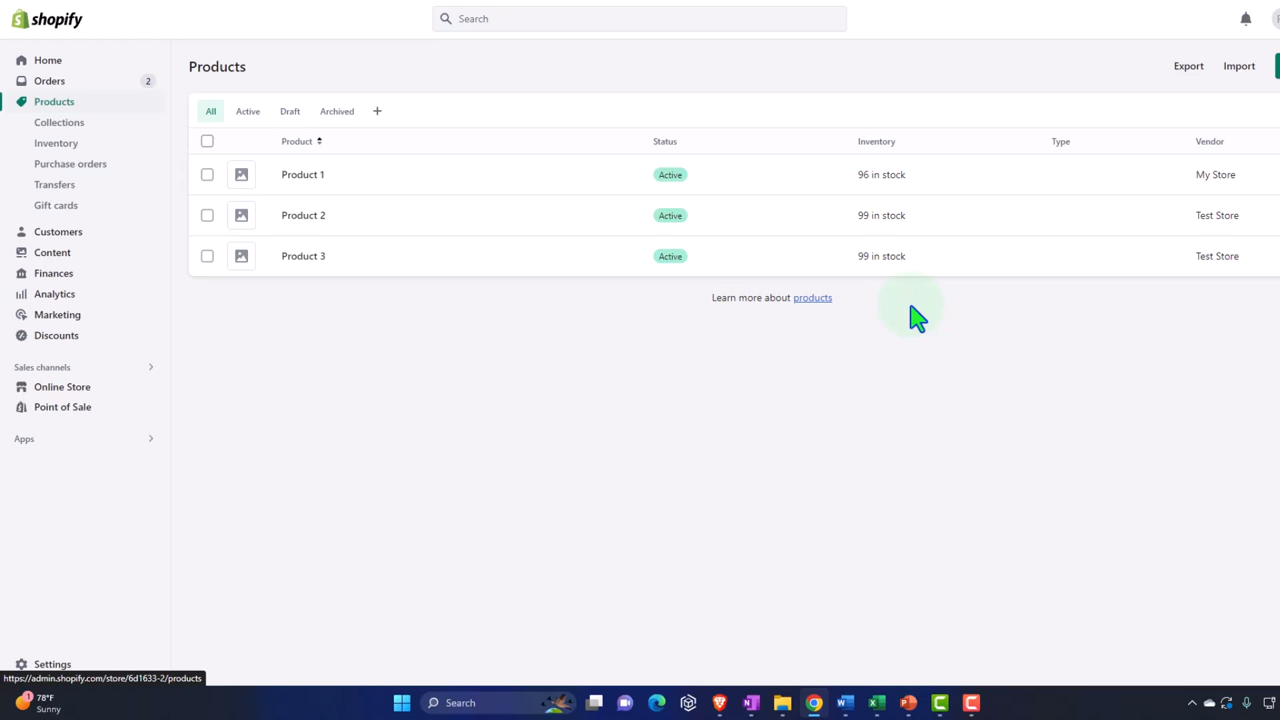 shopify
Search
Home
Orders 2
Products
Collections
Inventory
Purchase orders
Transfers
Gift cards
Customers
Content
Finances
Analytics
Marketing
Discounts
Sales channels
Online Store
Point of Sale
Apps
Settings
Products
Export Import
All Active Draft Archived +
Product Status Inventory Type Vendor
Product 1 Active 96 in stock My Store
Product 2 Active 99 in stock Test Store
Product 3 Active 99 in stock Test Store
Learn more about products
https://admin.shopify.com/store/6d1633-2/products
1
78°F
Sunny
Search